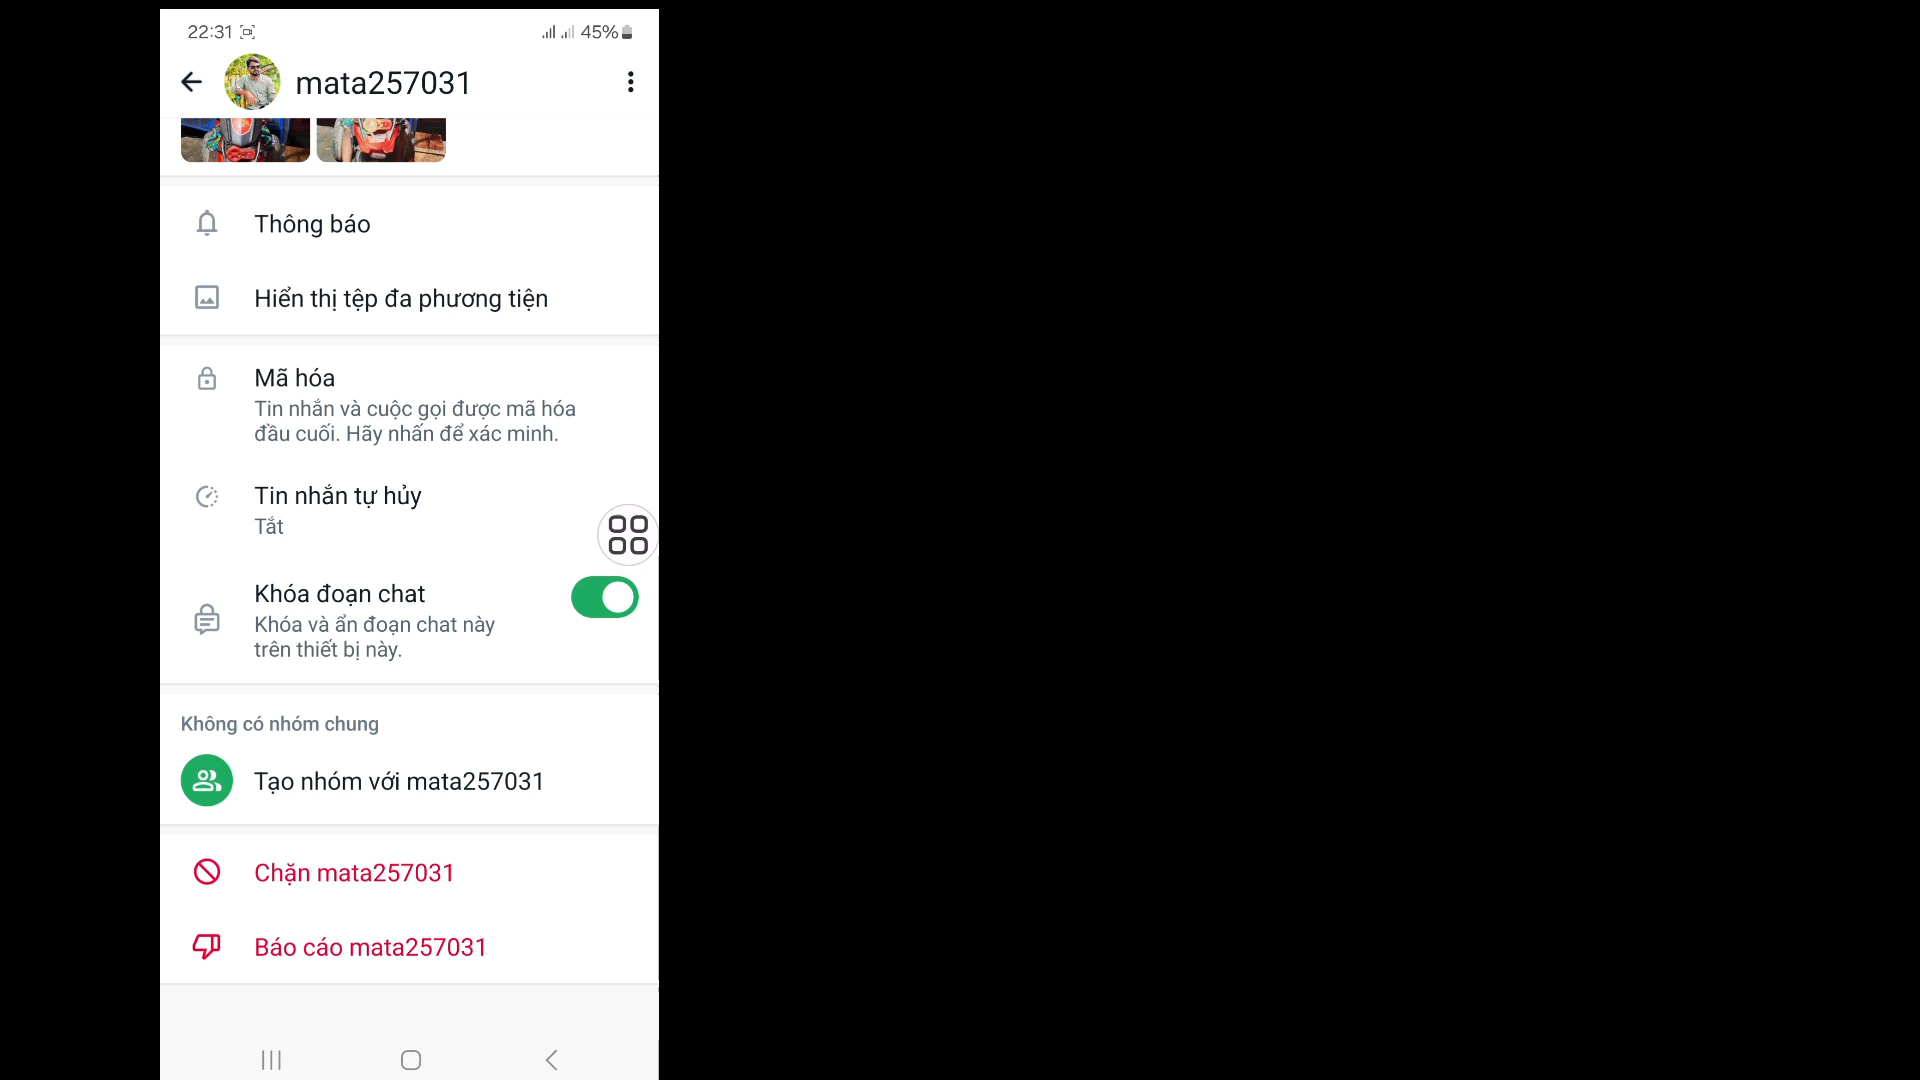 22:31
45%
mata257031
Thông báo
Hiển thị tệp đa phương tiện
Mã hóa
Tin nhắn và cuộc gọi được mã hóa
đầu cuối. Hãy nhấn để xác minh.
Tin nhắn tự hủy
Tắt
Khóa đoạn chat
Khóa và ẩn đoạn chat này
trên thiết bị này.
Không có nhóm chung
Tạo nhóm với mata257031
Chặn mata257031
Báo cáo mata257031